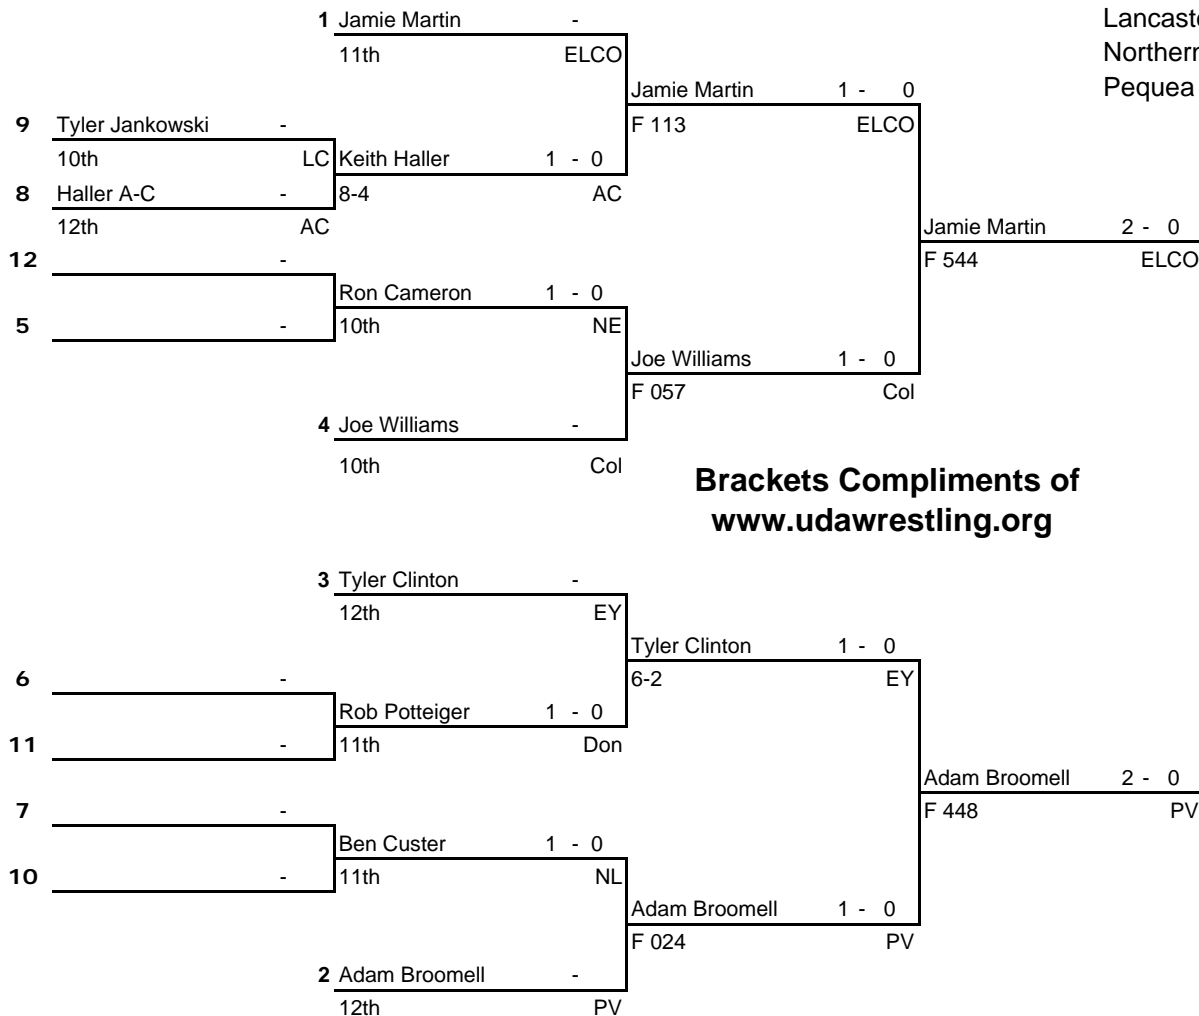 1 Jamie Martin -
Lancaste
11th ELCO
Northern
Jamie Martin 1 - 0
Pequea
9 Tyler Jankowski -
F 113 ELCO
10th LC Keith Haller 1 - 0
8 Haller A-C - 8-4 AC
12th AC
Jamie Martin 2 - 0
12 -
F 544 ELCO
Ron Cameron 1 - 0
5 - 10th NE
Joe Williams 1 - 0
F 057 Col
4 Joe Williams -
10th Col
Brackets Compliments of
www.udawrestling.org
3 Tyler Clinton -
12th EY
Tyler Clinton 1 - 0
6 -
6-2 EY
Rob Potteiger 1 - 0
11 - 11th Don
Adam Broomell 2 - 0
7 -
F 448 PV
Ben Custer 1 - 0
10 - 11th NL
Adam Broomell 1 - 0
F 024 PV
2 Adam Broomell -
12th PV